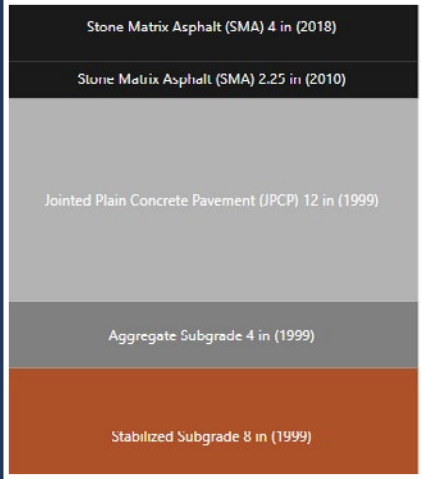 Stone Matrix Asphalt (SMA) 4 in (2018)
Stone Matrix Asphalt (SMA) 2.25 in (2010)
Jointed Plain Concrete Pavement (JPCP) 12 in (1999)
Aggregate Subgrade 4 in (1999)
Stabilized Subgrade 8 in (1999)